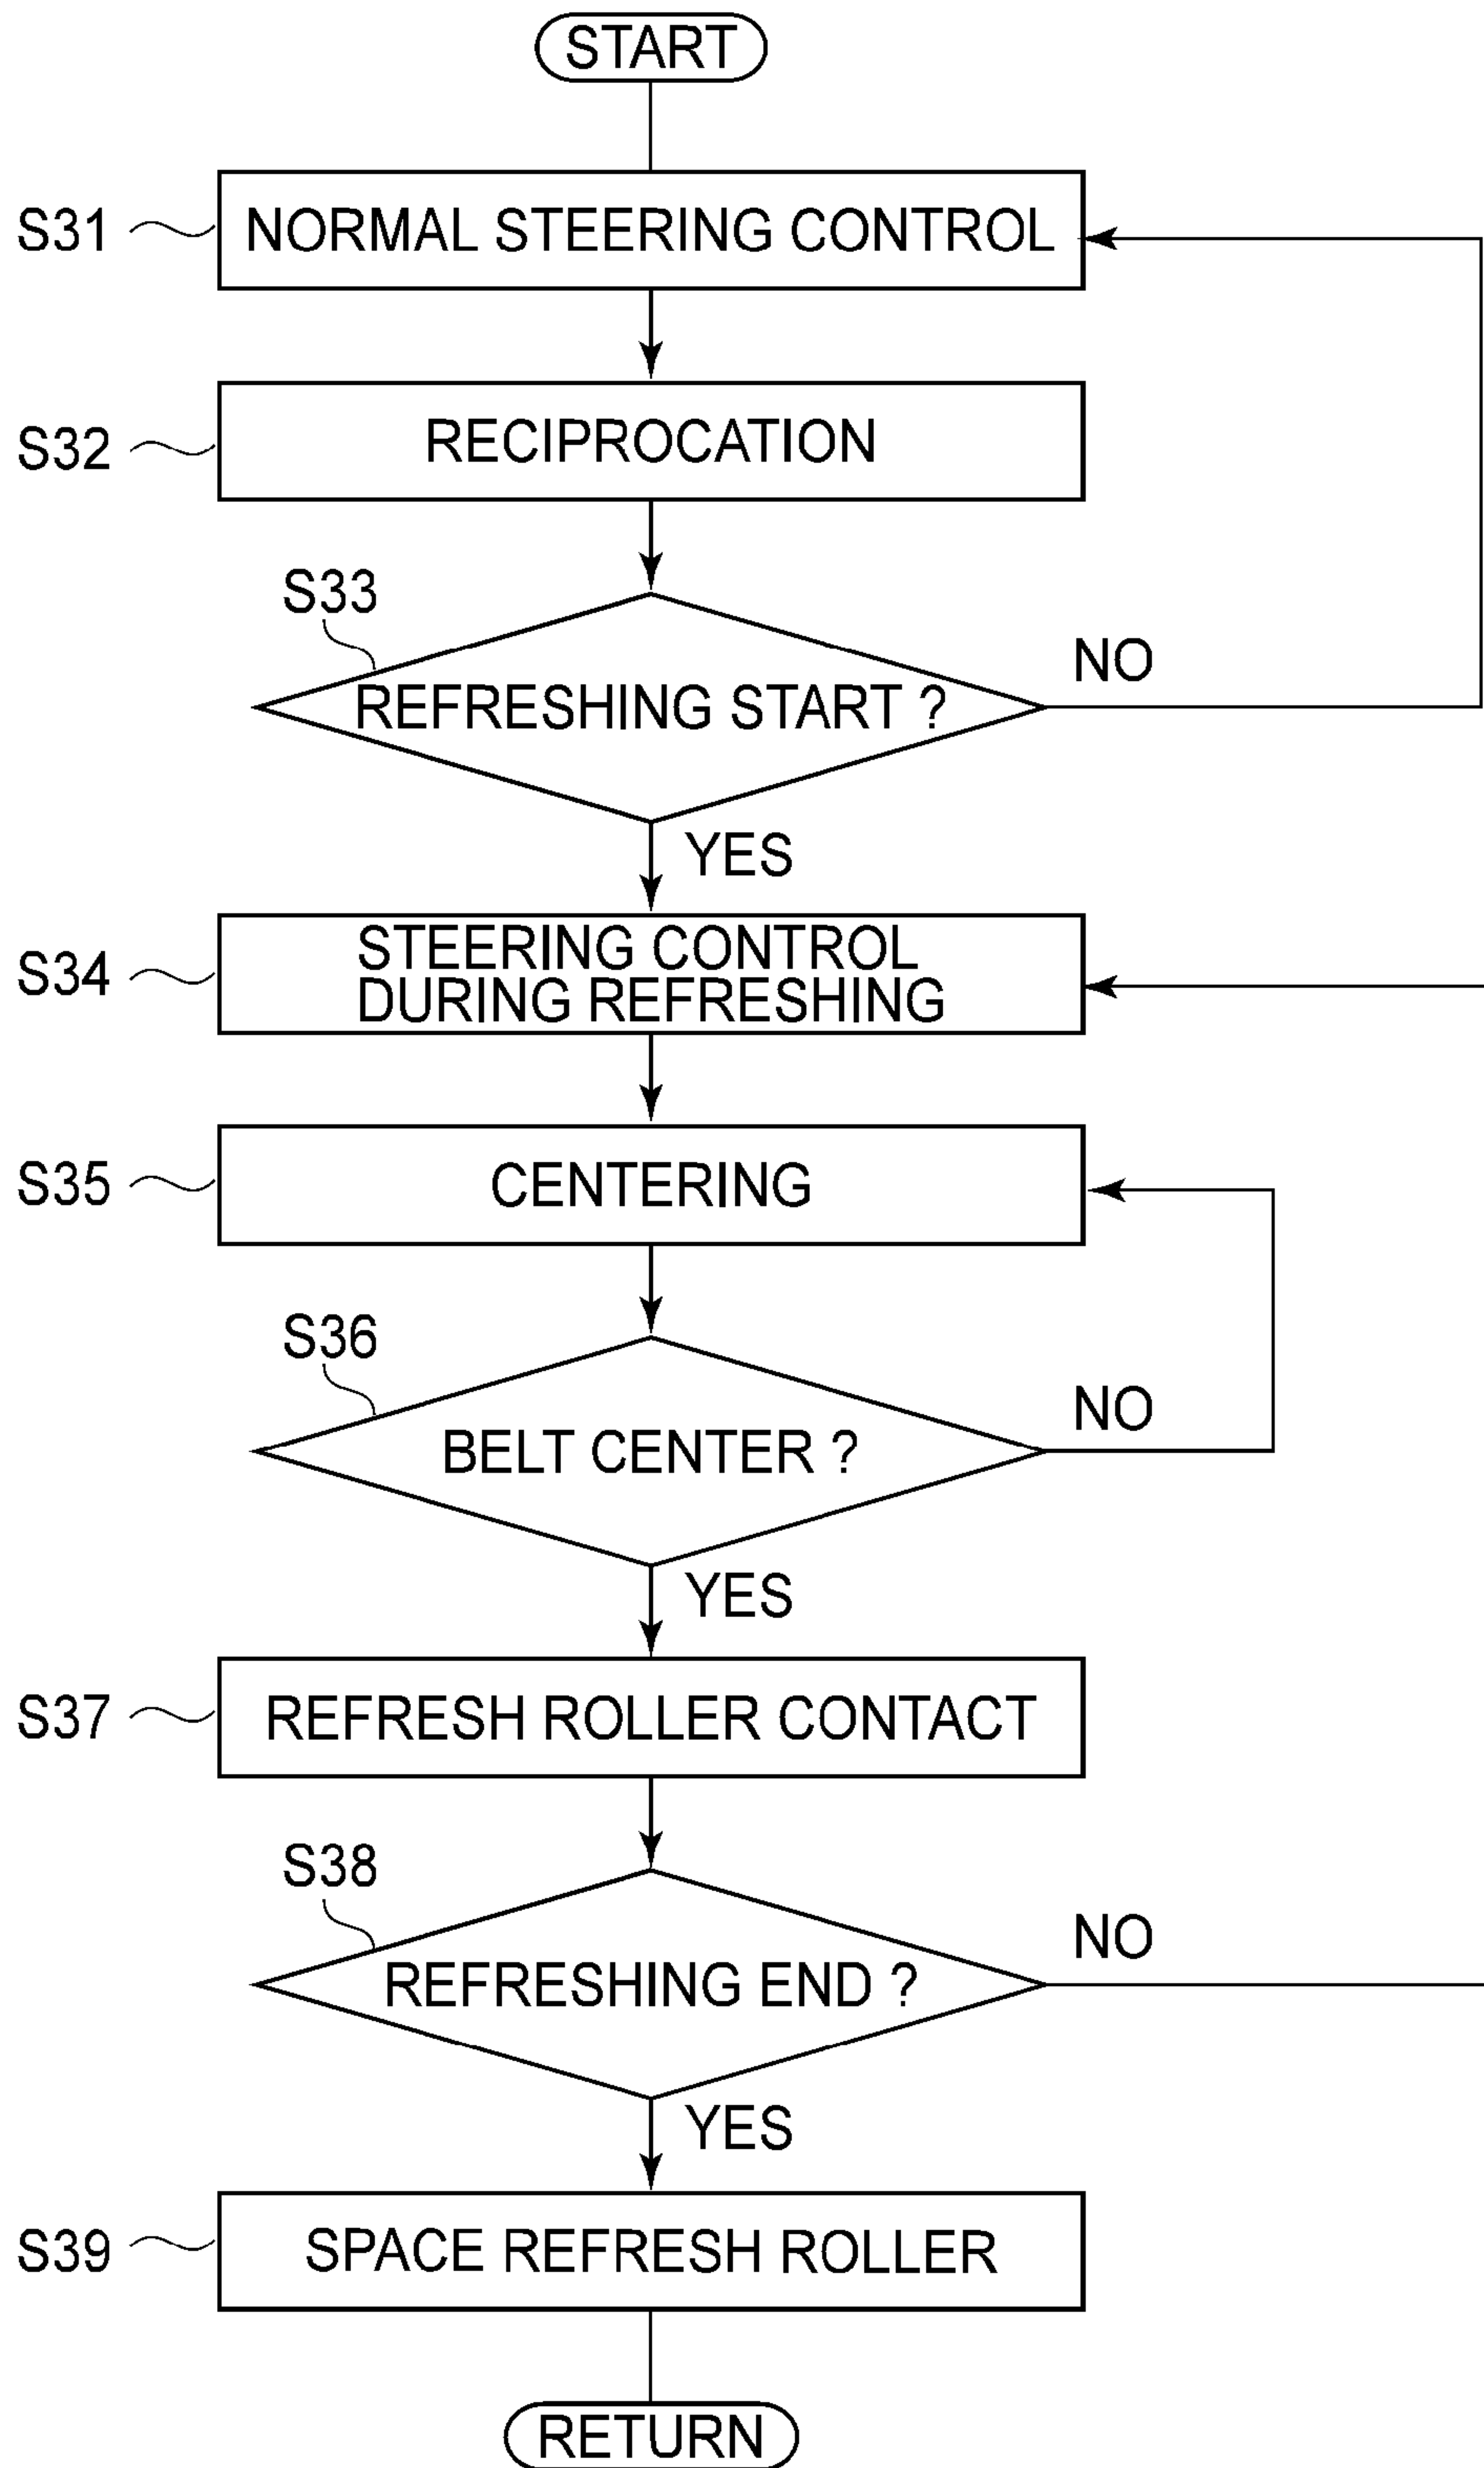 START
S31
NORMAL STEERING CONTROL
S32
RECIPROCATION
S33
REFRESHING START ?
NO
YES
S34
STEERING CONTROL
DURING REFRESHING
S35
CENTERING
S36
BELT CENTER ?
NO
YES
S37
REFRESH ROLLER CONTACT
S38
REFRESHING END ?
NO
YES
S39
SPACE REFRESH ROLLER
RETURN